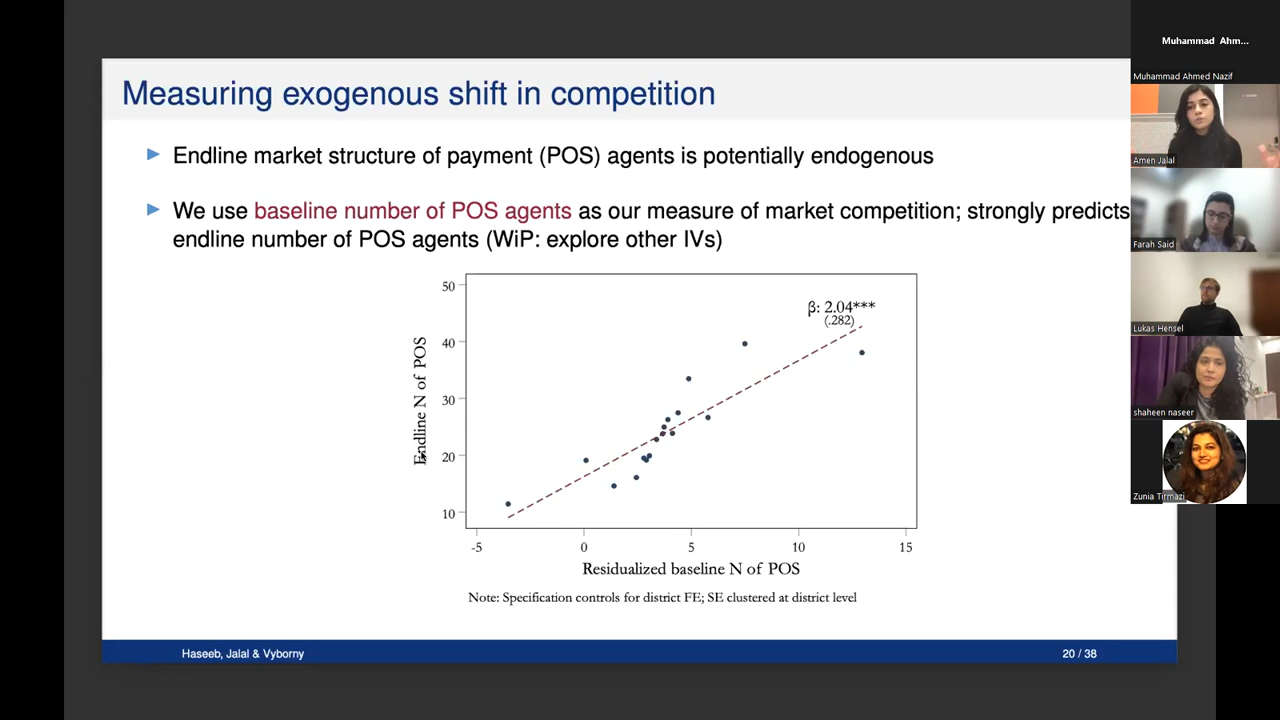 Measuring exogenous shift in competition
Endline market structure of payment (POS) agents is potentially endogenous
We use baseline number of POS agents as our measure of market competition; strongly predicts
endline number of POS agents (WiP: explore other IVs)
50
40
30
20
10
Endline N of POS
β: 2.04***
(.282)
-5
0
5
10
15
Residualized baseline N of POS
Note: Specification controls for district FE; SE clustered at district level
Haseeb, Jalal & Vyborny
20 / 38
Muhammad Ahm...
Muhammad Ahmed Nazif
Amen Jalal
Farah Said
Lukas Hensel
shaheen naseer
Zunia Tirmazi